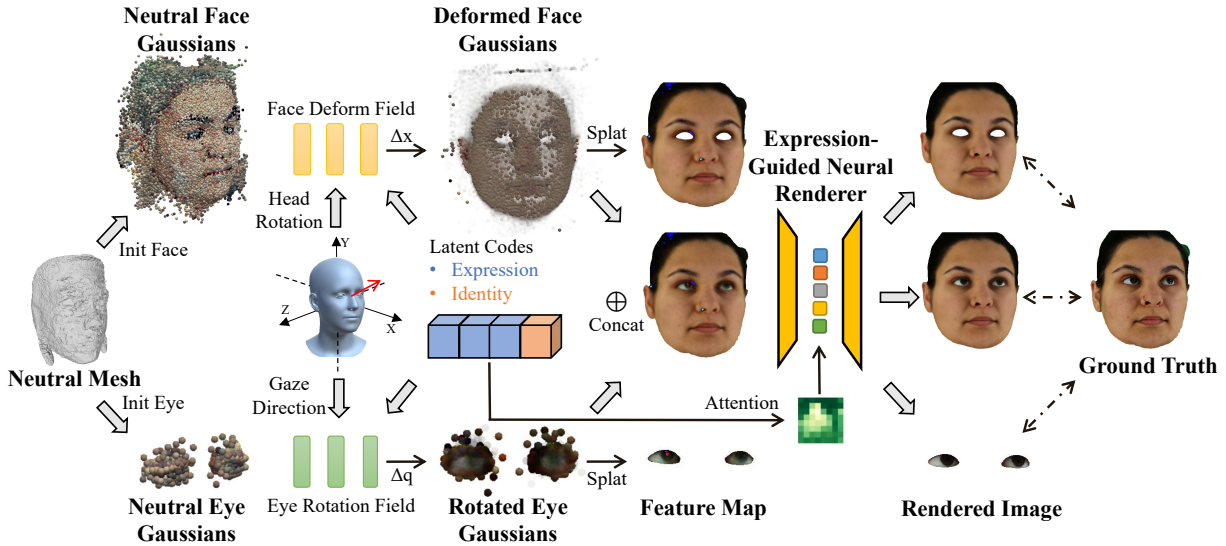 Neutral Face
Gaussians
Deformed Face
Gaussians
Face Deform Field
Δx
Splat
Expression-
Guided Neural
Renderer
Head
Rotation
Init Face
Y
Z
X
Latent Codes
• Expression
• Identity
⊕
Concat
Neutral Mesh
Ground Truth
Init Eye
Gaze
Direction
Attention
Δq
Splat
Neutral Eye
Gaussians
Eye Rotation Field
Rotated Eye
Gaussians
Feature Map
Rendered Image